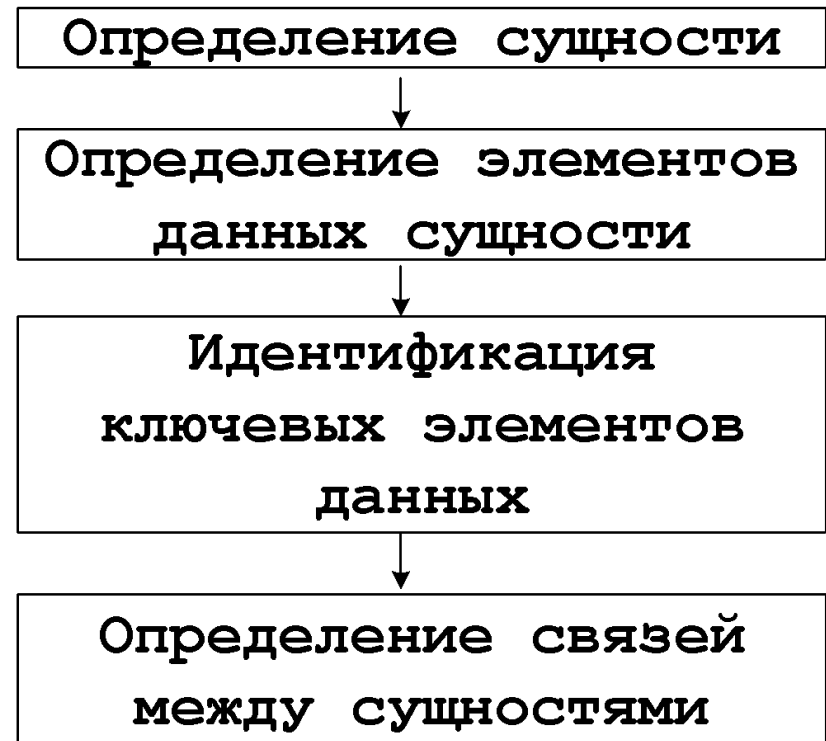 Определение сущности
Определение элементов
данных сущности
Идентификация
ключевых элементов
данных
Определение связей
между сущностями